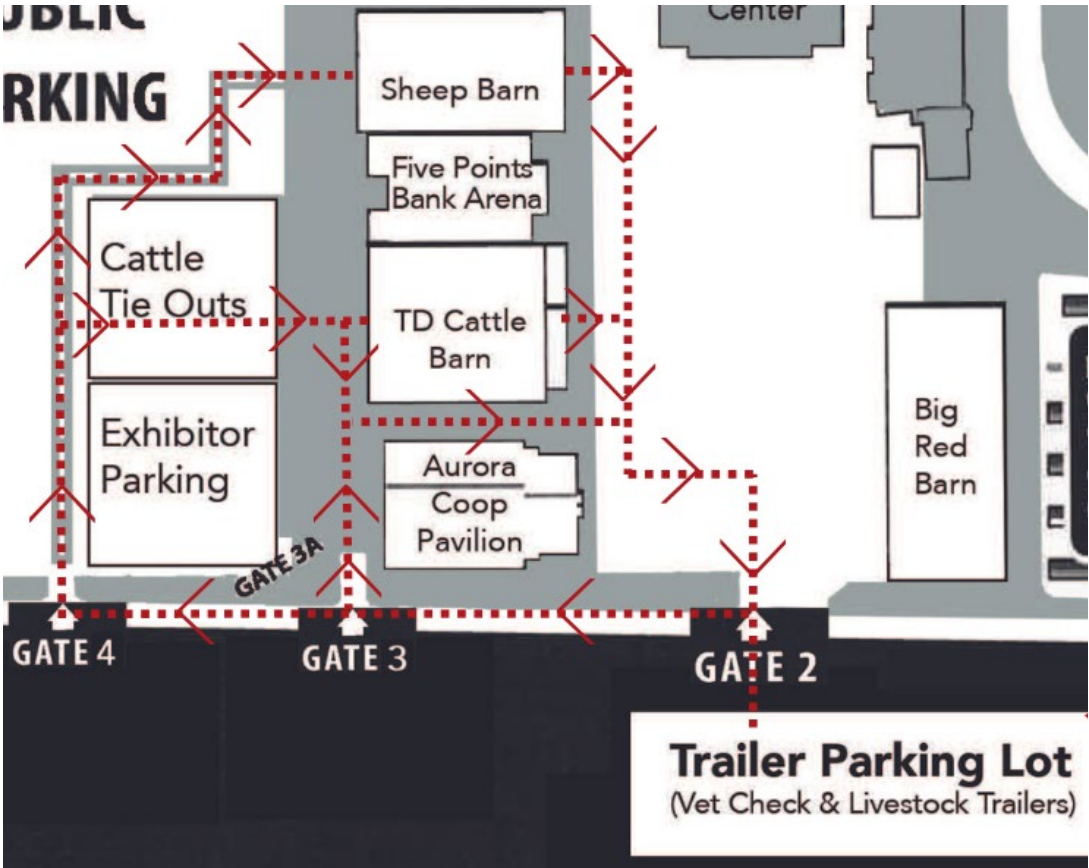 Center
RKING
Sheep Barn
Five Points
Bank Arena
Cattle
Tie Outs
TD Cattle
Barn
Exhibitor
Parking
Aurora
Coop
Pavilion
Big
Red
Barn
GATE 3A
GATE 4
GATE 3
GATE 2
Trailer Parking Lot
(Vet Check & Livestock Trailers)